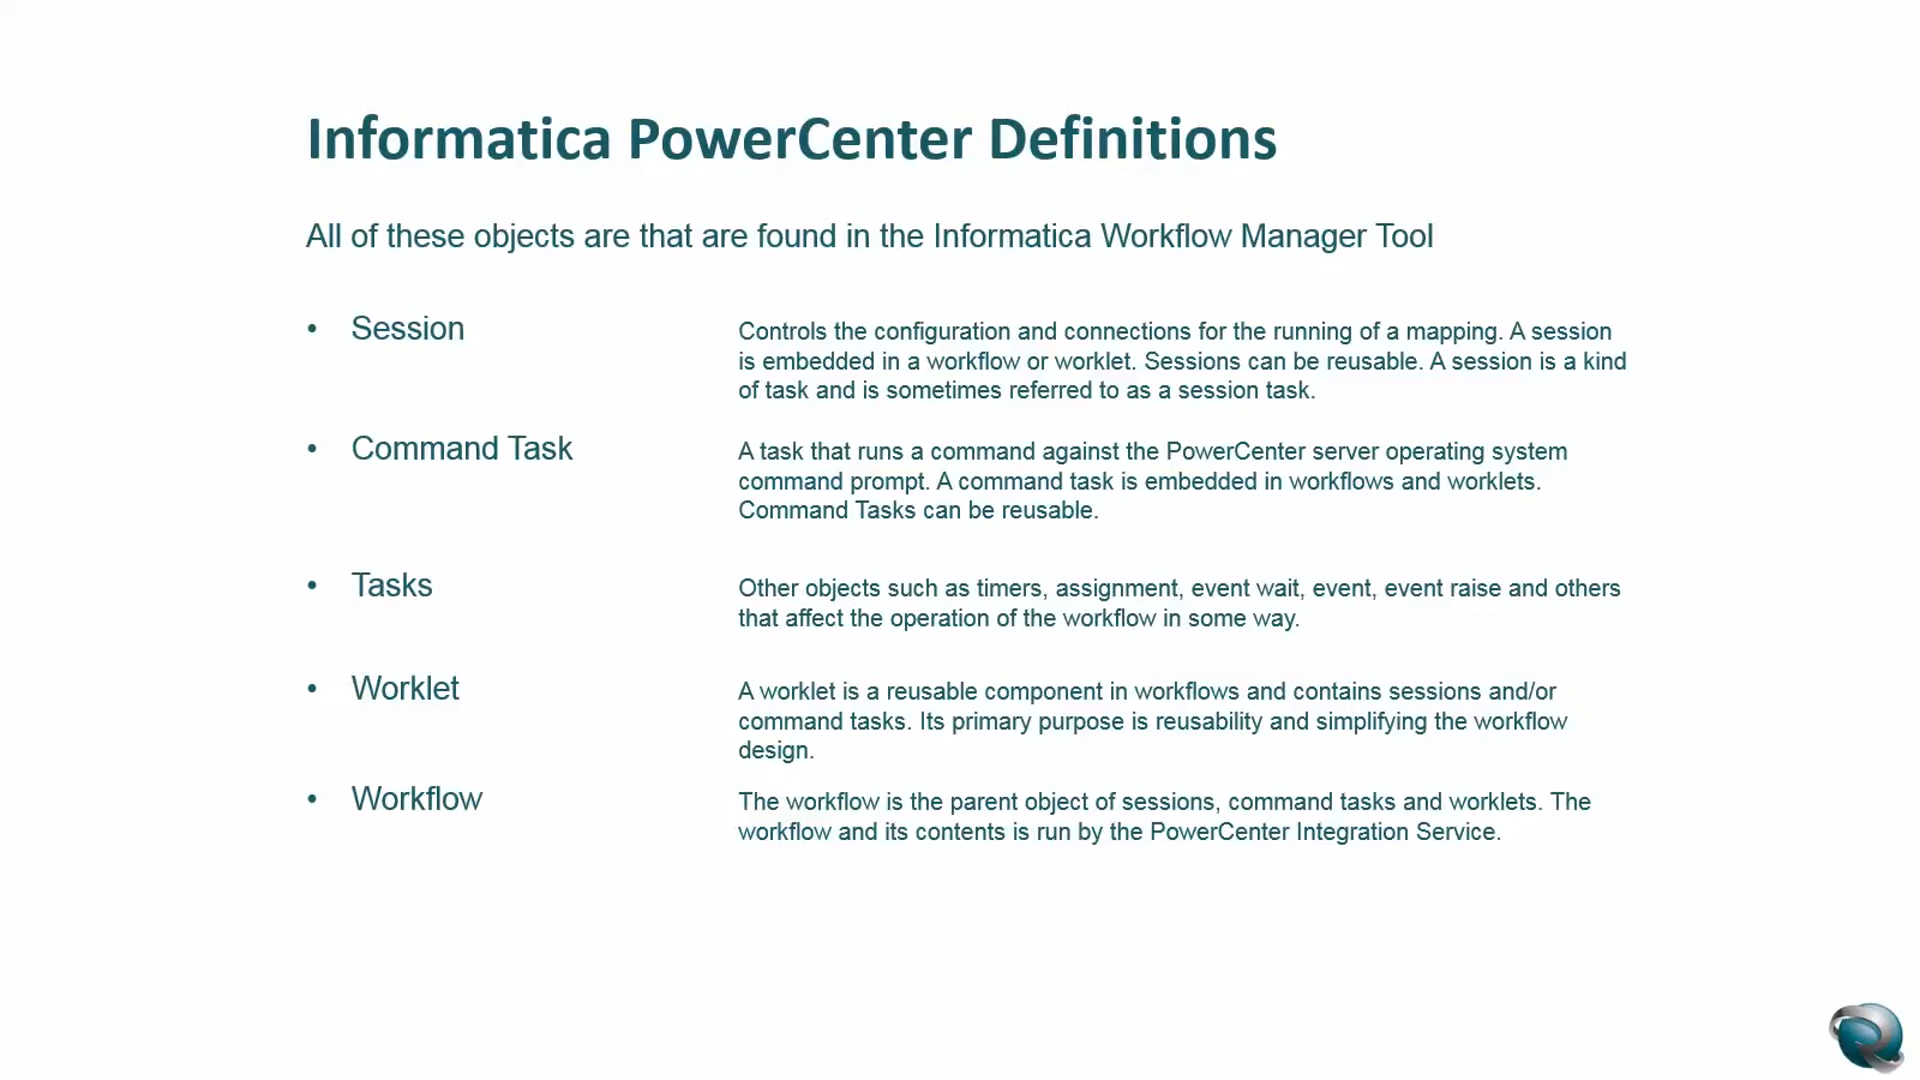 Informatica PowerCenter Definitions
All of these objects are that are found in the Informatica Workflow Manager Tool
• Session
Controls the configuration and connections for the running of a mapping. A session
is embedded in a workflow or worklet. Sessions can be reusable. A session is a kind
of task and is sometimes referred to as a session task.
• Command Task
A task that runs a command against the PowerCenter server operating system
command prompt. A command task is embedded in workflows and worklets.
Command Tasks can be reusable.
• Tasks
Other objects such as timers, assignment, event wait, event, event raise and others
that affect the operation of the workflow in some way.
• Worklet
A worklet is a reusable component in workflows and contains sessions and/or
command tasks. Its primary purpose is reusability and simplifying the workflow
design.
• Workflow
The workflow is the parent object of sessions, command tasks and worklets. The
workflow and its contents is run by the PowerCenter Integration Service.